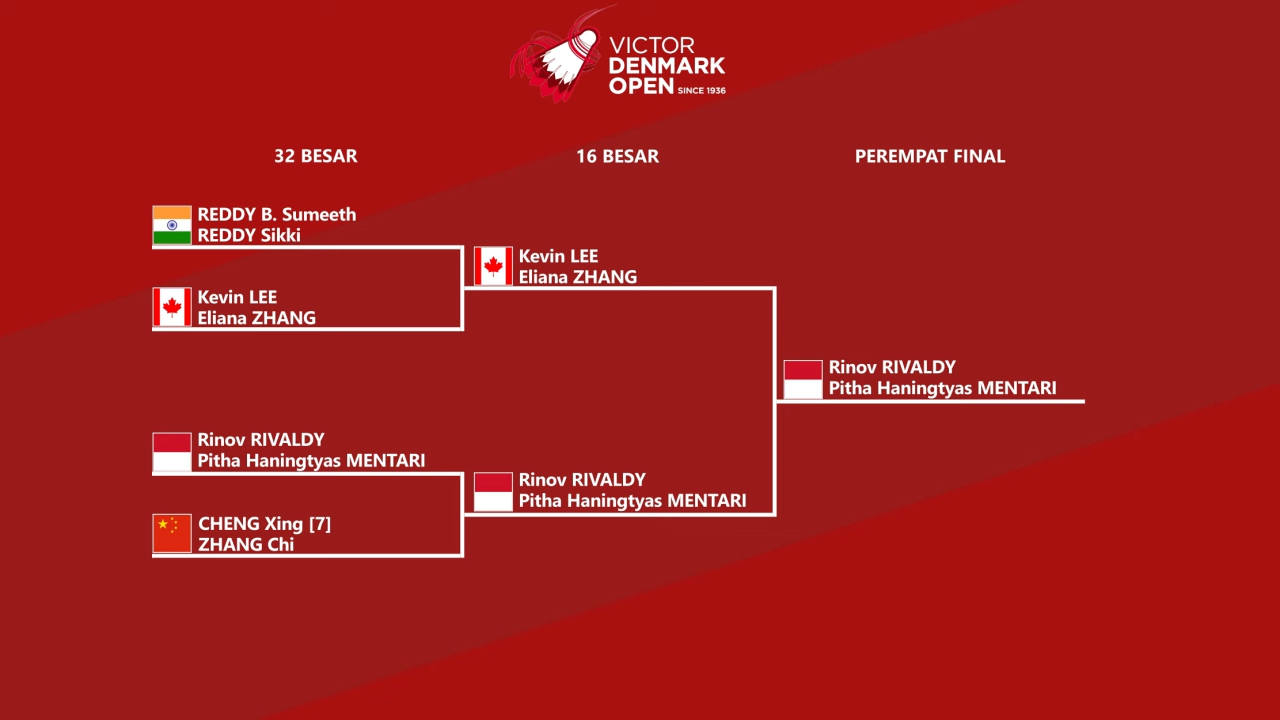 VICTOR
DENMARK
OPEN SINCE 1936
32 BESAR
16 BESAR
PEREMPAT FINAL
REDDY B. Sumeeth
REDDY Sikki
Kevin LEE
Eliana ZHANG
Rinov RIVALDY
Pitha Haningtyas MENTARI
CHENG Xing [7]
ZHANG Chi
Kevin LEE
Eliana ZHANG
Rinov RIVALDY
Pitha Haningtyas MENTARI
Rinov RIVALDY
Pitha Haningtyas MENTARI